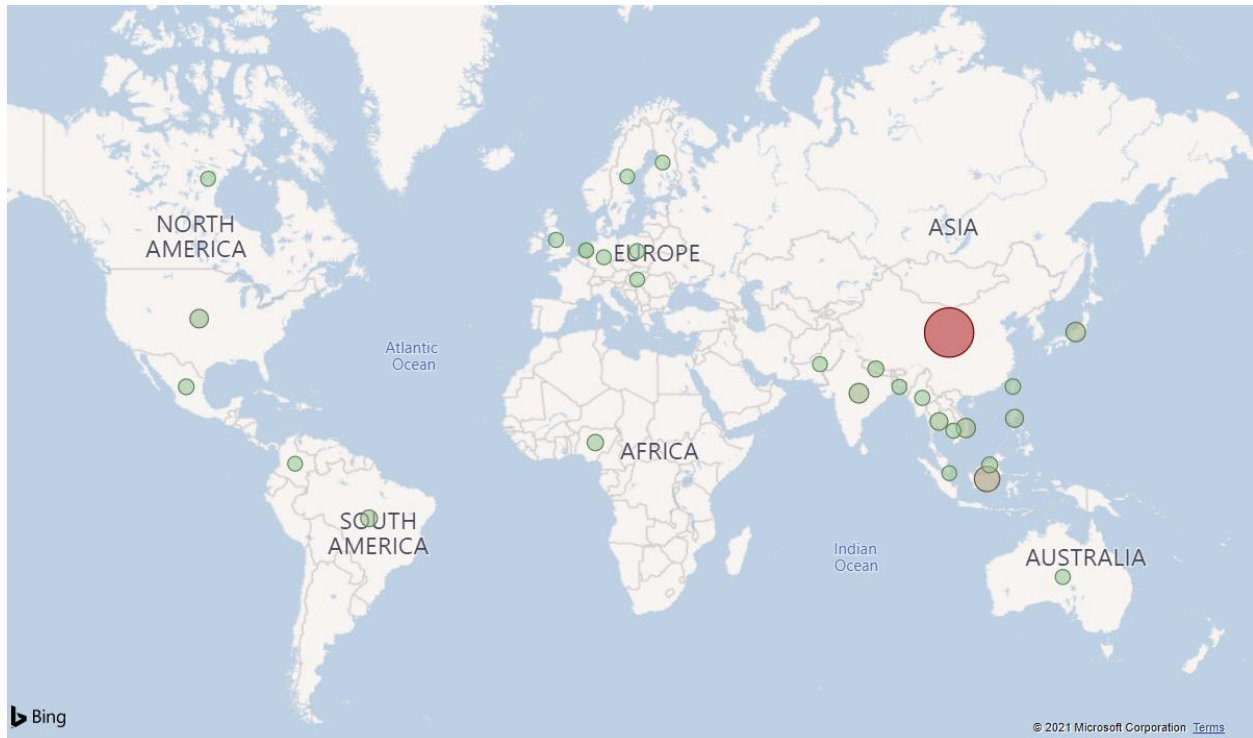 NORTH
AMERICA
EUROPE
ASIA
Atlantic
Ocean
AFRICA
SOUTH
AMERICA
Indian
Ocean
AUSTRALIA
Bing
© 2021 Microsoft Corporation Terms